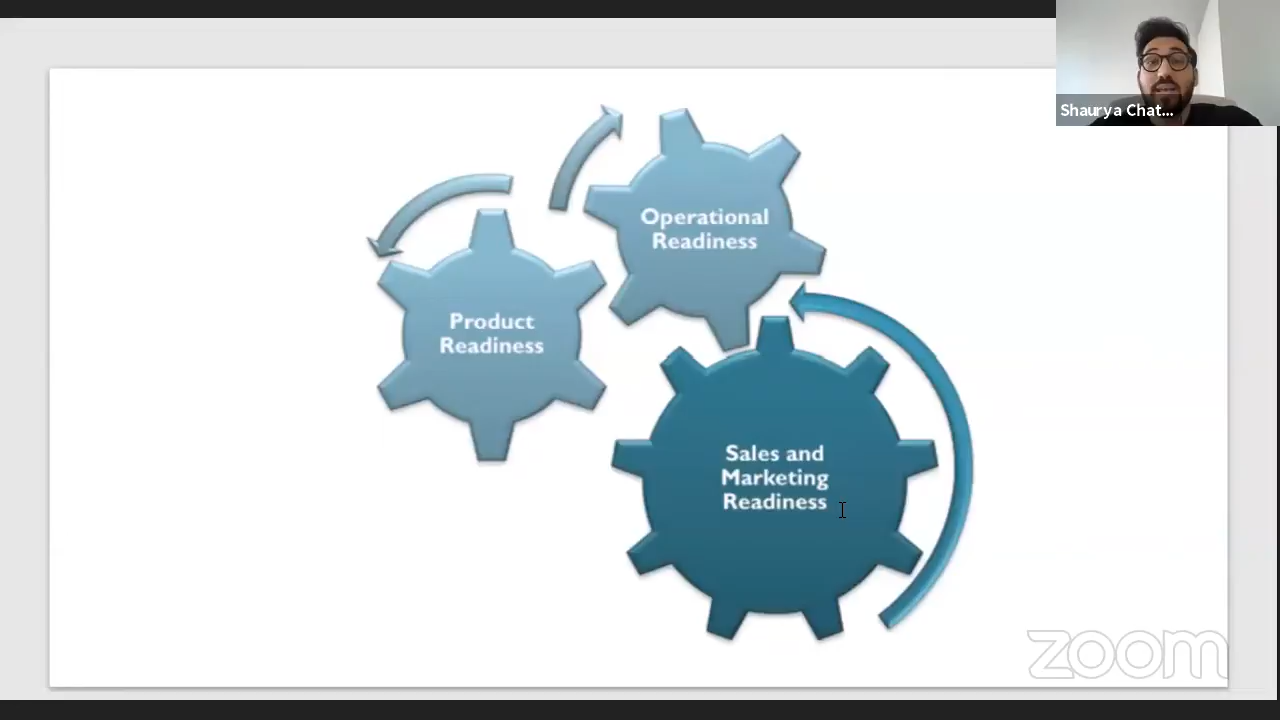 Shaurya Chat...
Operational
Readiness
Product
Readiness
Sales and
Marketing
Readiness
zoom